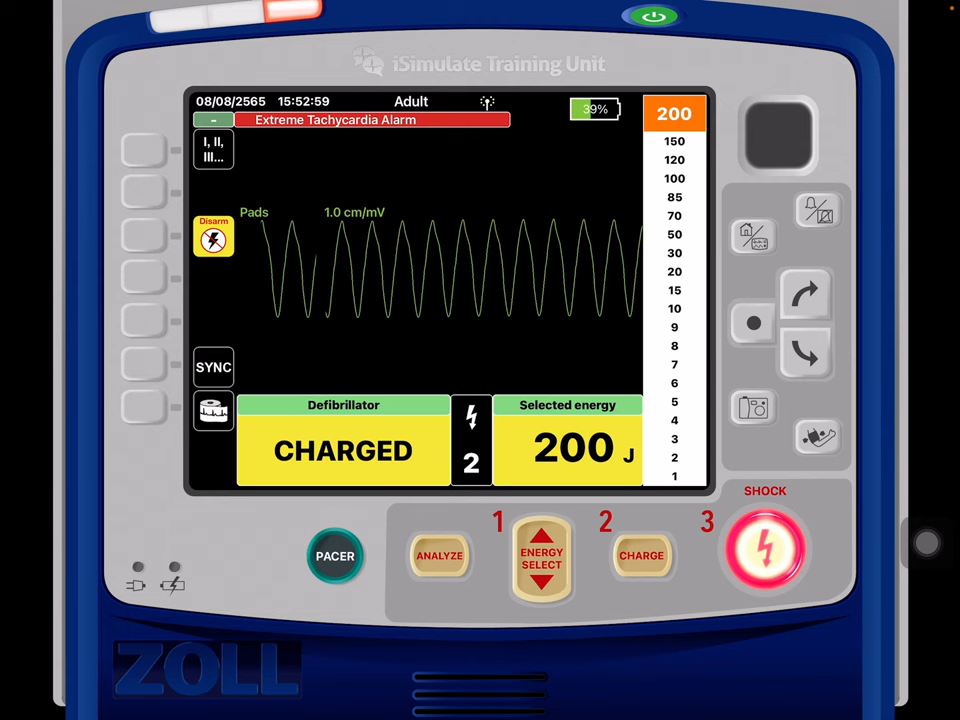 iSimulate Training Unit
08/08/2565 15:52:59 Adult 39%
- Extreme Tachycardia Alarm
I, II,
III...
Pads 1.0 cm/mV
Disarm
SYNC
Defibrillator
CHARGED
2
Selected energy
200 J
200
150
120
100
85
70
50
30
20
15
10
9
8
7
6
5
4
3
2
1
SHOCK
1 2 3
PACER
ANALYZE
ENERGY
SELECT
CHARGE
ZOLL